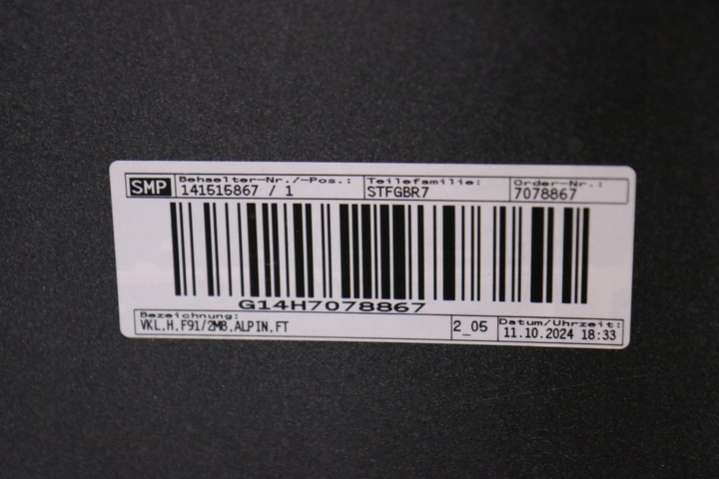 SMP Behaelter-Nr./-Pos.: Teilefamilie: Order-Nr.:
141515867 / 1 STFGBR7 7078867
G14H7078867
Bezeichnung: 2_05 Datum/Uhrzeit:
VKL,H,F91/2M8,ALPIN,FT 11.10.2024 18:33